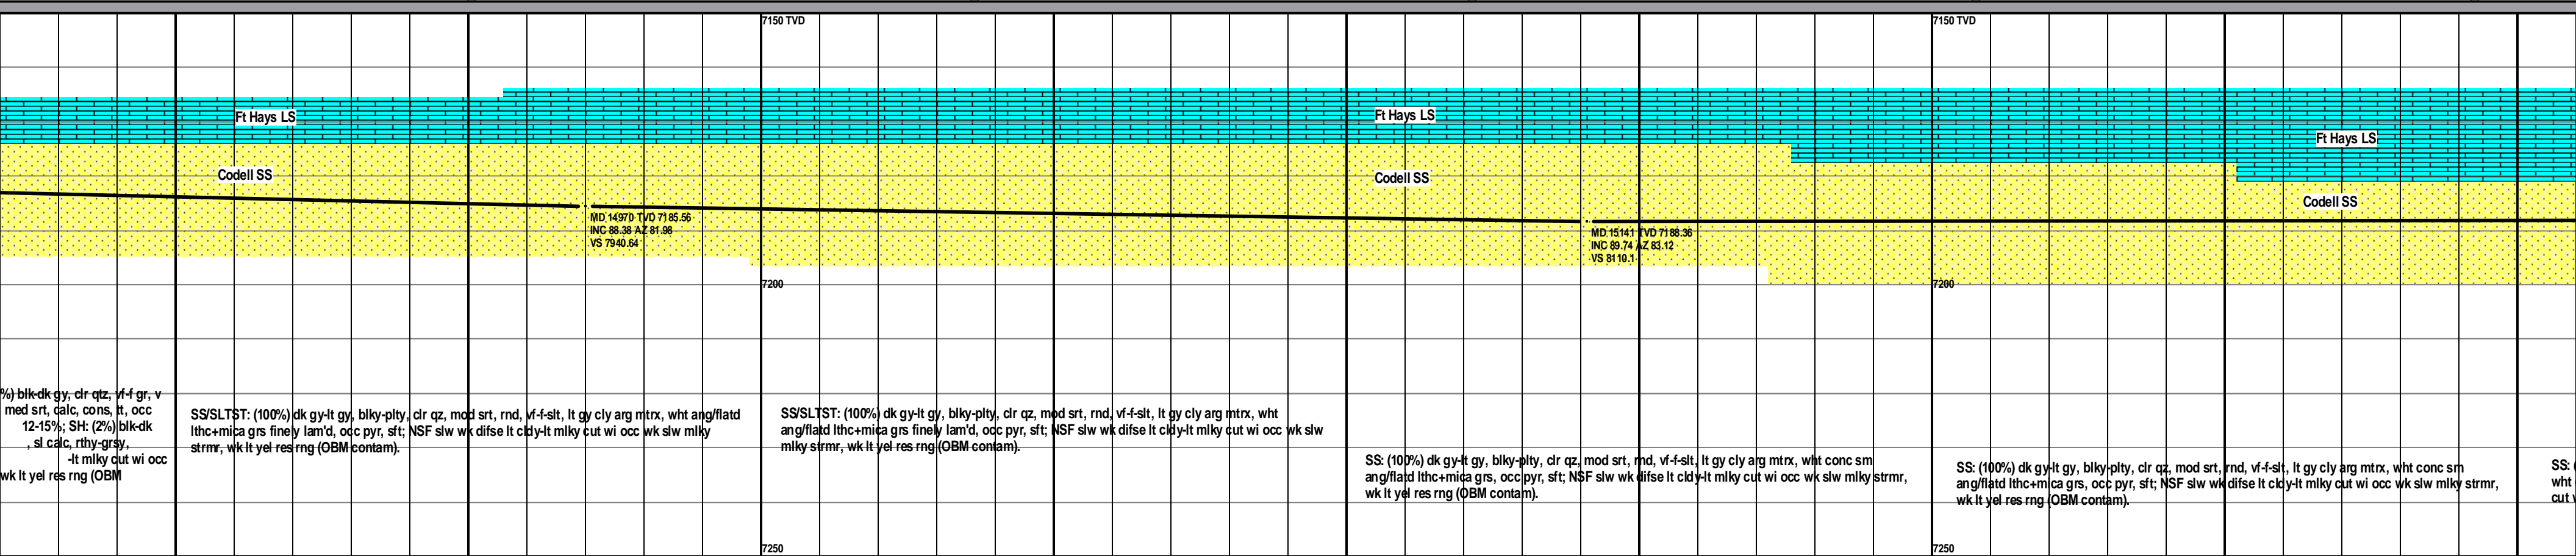 7150 TVD
7150 TVD
Ft Hays LS
Ft Hays LS
Ft Hays LS
Codell SS
Codell SS
Codell SS
MD 14970 TVD 7185.56
INC 88.38 AZ 81.98
VS 7940.64
MD 15141 TVD 7188.36
INC 89.74 AZ 83.12
VS 8110.1
7200
7200
%) blk-dk gy, clr qtz, vf-f gr, v
med srt, calc, cons, tt, occ
12-15%; SH: (2%) blk-dk
, sl calc, rthy-grsy,
-lt mlky cut wi occ
wk lt yel res rng (OBM
SS/SLTST: (100%) dk gy-lt gy, blky-plty, clr qz, mod srt, rnd, vf-f-slt, lt gy cly arg mtrx, wht ang/flatd
lthc+mica grs finely lam'd, occ pyr, sft; NSF slw wk difse lt cldy-lt mlky cut wi occ wk slw mlky
strmr, wk lt yel res rng (OBM contam).
SS/SLTST: (100%) dk gy-lt gy, blky-plty, clr qz, mod srt, rnd, vf-f-slt, lt gy cly arg mtrx, wht
ang/flatd lthc+mica grs finely lam'd, occ pyr, sft; NSF slw wk difse lt cldy-lt mlky cut wi occ wk slw
mlky strmr, wk lt yel res rng (OBM contam).
SS: (100%) dk gy-lt gy, blky-plty, clr qz, mod srt, rnd, vf-f-slt, lt gy cly arg mtrx, wht conc sm
ang/flatd lthc+mica grs, occ pyr, sft; NSF slw wk difse lt cldy-lt mlky cut wi occ wk slw mlky strmr,
wk lt yel res rng (OBM contam).
SS: (100%) dk gy-lt gy, blky-plty, clr qz, mod srt, rnd, vf-f-slt, lt gy cly arg mtrx, wht conc sm
ang/flatd lthc+mica grs, occ pyr, sft; NSF slw wk difse lt cldy-lt mlky cut wi occ wk slw mlky strmr,
wk lt yel res rng (OBM contam).
SS: (
wht
cut
7250
7250